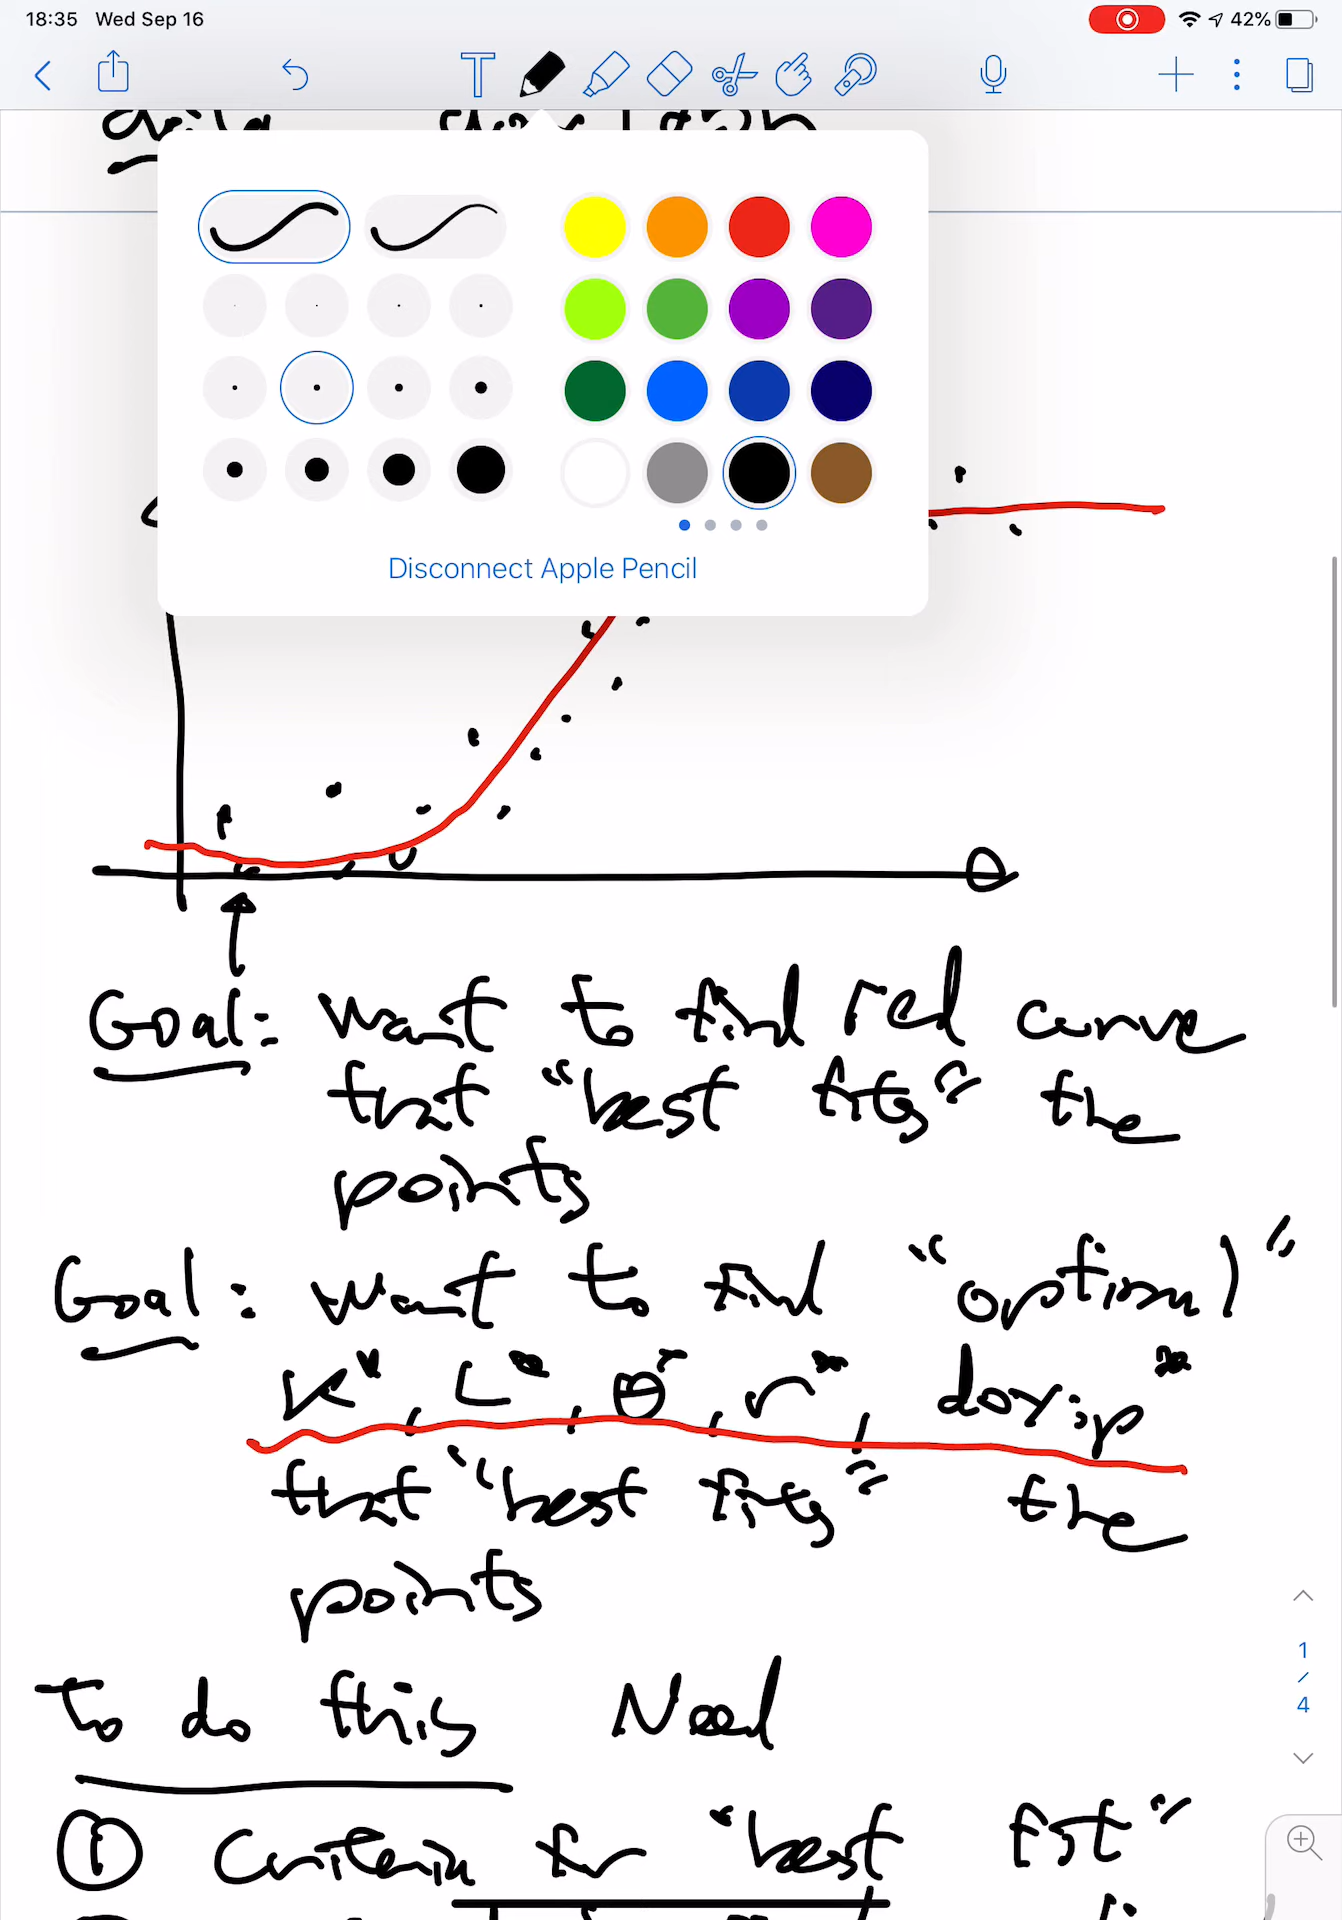 18:35 Wed Sep 16 42%
Disconnect Apple Pencil
Goal: want to find red curve
that "best fits" the
points
Goal: want to find "optimal"
K*, L*, θ*, r*,
that "best fits" the
points
To do this Need
① Criteria for "best fit"
1
/
4